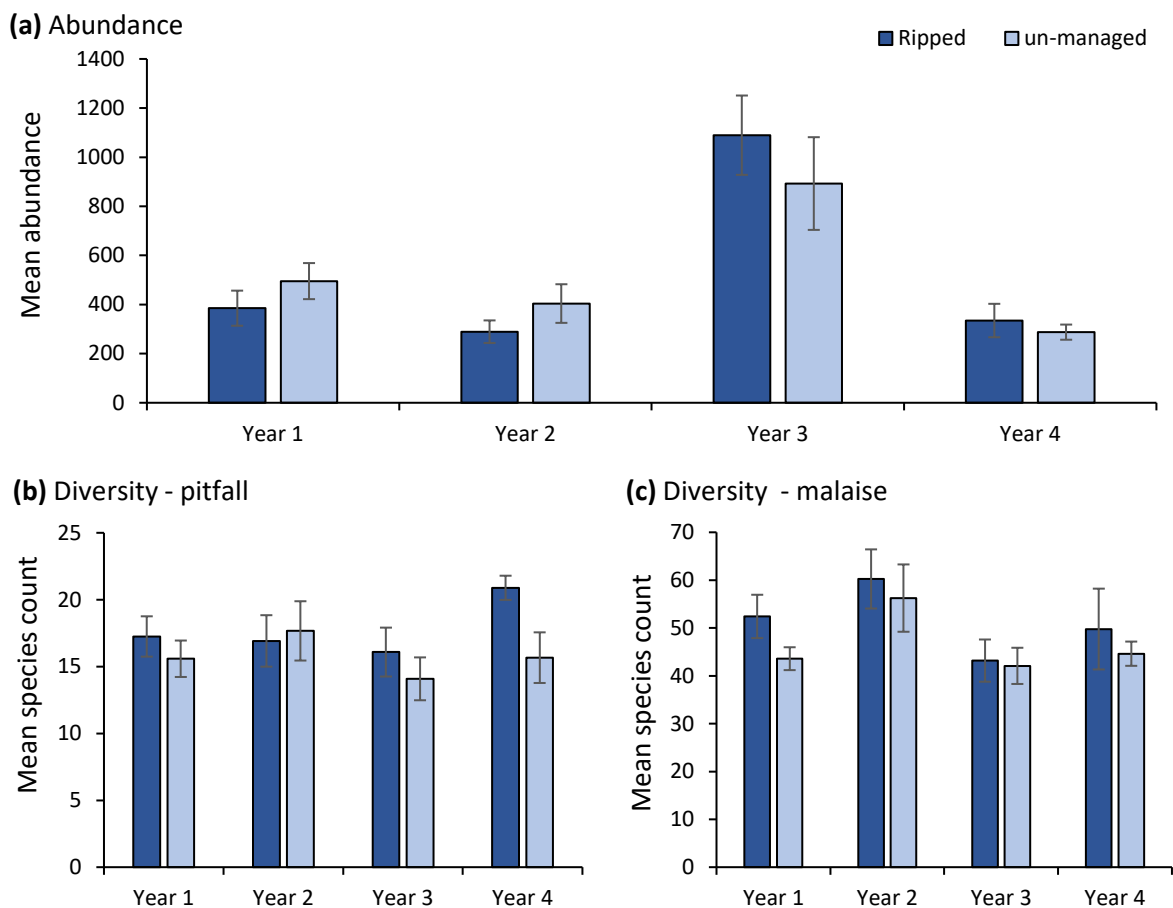 (a) Abundance
Ripped
un-managed
1400
1200
1000
800
600
400
200
0
Mean abundance
Year 1
Year 2
Year 3
Year 4
(b) Diversity - pitfall
25
20
15
10
5
0
Mean species count
Year 1
Year 2
Year 3
Year 4
(c) Diversity - malaise
70
60
50
40
30
20
10
0
Mean species count
Year 1
Year 2
Year 3
Year 4